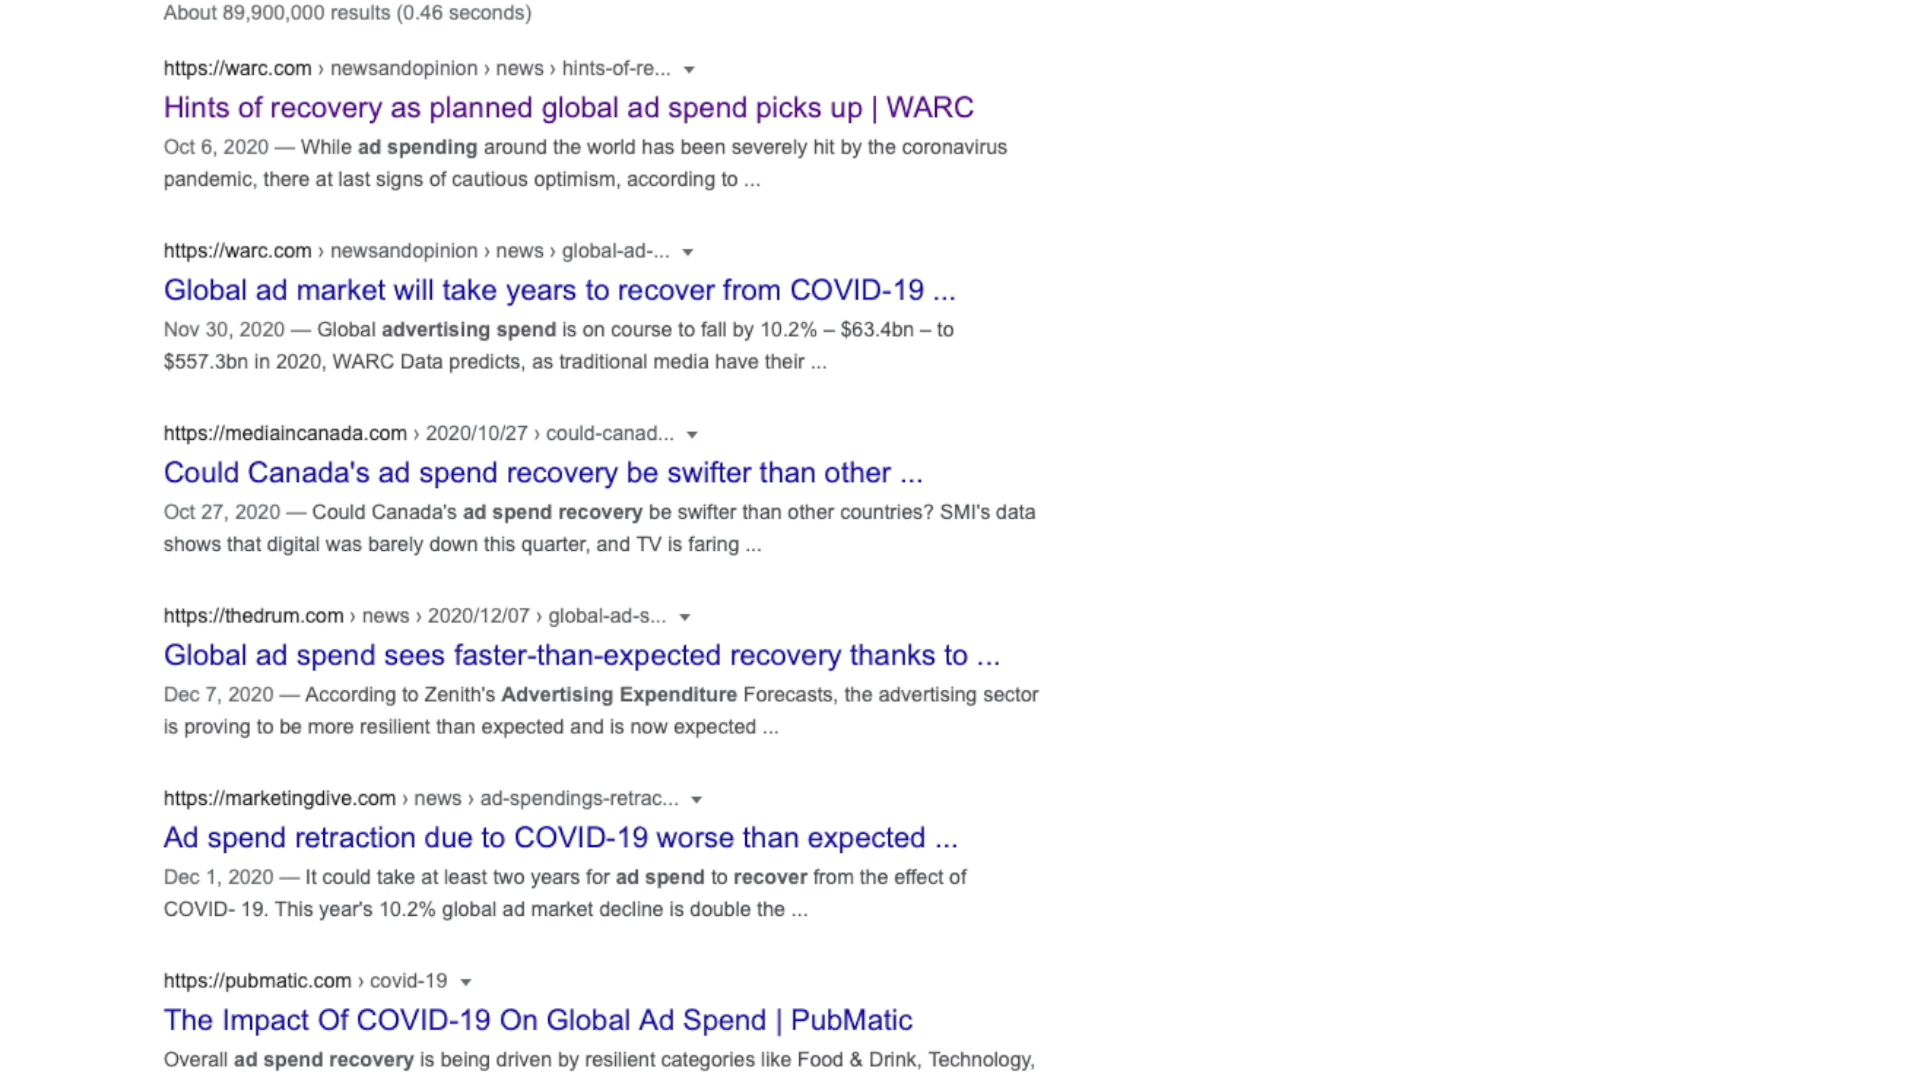 About 89,900,000 results (0.46 seconds)
https://warc.com › newsandopinion › news › hints-of-re...
Hints of recovery as planned global ad spend picks up | WARC
Oct 6, 2020 — While ad spending around the world has been severely hit by the coronavirus
pandemic, there at last signs of cautious optimism, according to ...
https://warc.com › newsandopinion › news › global-ad-...
Global ad market will take years to recover from COVID-19 ...
Nov 30, 2020 — Global advertising spend is on course to fall by 10.2% – $63.4bn – to
$557.3bn in 2020, WARC Data predicts, as traditional media have their ...
https://mediaincanada.com › 2020/10/27 › could-canad...
Could Canada's ad spend recovery be swifter than other ...
Oct 27, 2020 — Could Canada's ad spend recovery be swifter than other countries? SMI's data
shows that digital was barely down this quarter, and TV is faring ...
https://thedrum.com › news › 2020/12/07 › global-ad-s...
Global ad spend sees faster-than-expected recovery thanks to ...
Dec 7, 2020 — According to Zenith's Advertising Expenditure Forecasts, the advertising sector
is proving to be more resilient than expected and is now expected ...
https://marketingdive.com › news › ad-spendings-retrac...
Ad spend retraction due to COVID-19 worse than expected ...
Dec 1, 2020 — It could take at least two years for ad spend to recover from the effect of
COVID- 19. This year's 10.2% global ad market decline is double the ...
https://pubmatic.com › covid-19
The Impact Of COVID-19 On Global Ad Spend | PubMatic
Overall ad spend recovery is being driven by resilient categories like Food & Drink, Technology,